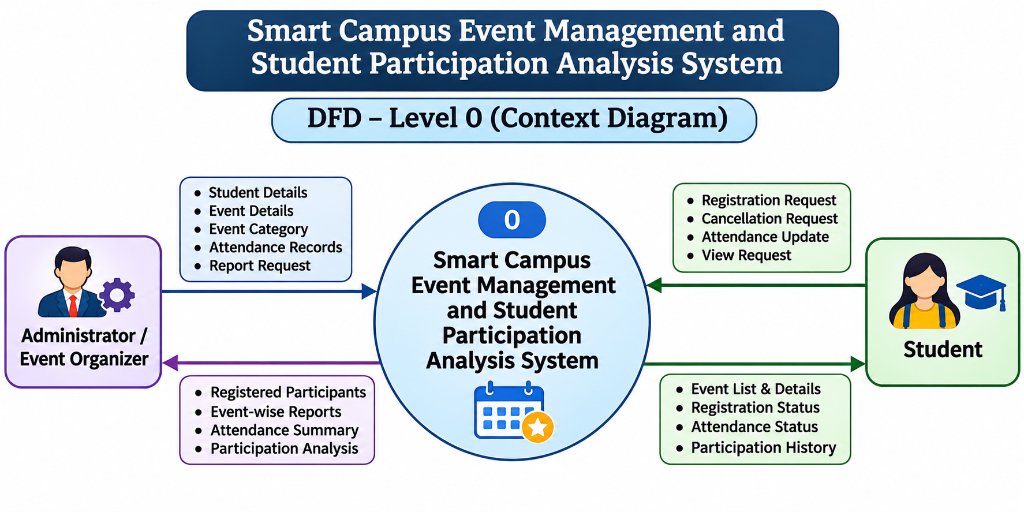 Smart Campus Event Management and
Student Participation Analysis System
DFD – Level 0 (Context Diagram)
• Student Details
• Event Details
• Event Category
• Attendance Records
• Report Request
Administrator /
Event Organizer
• Registered Participants
• Event-wise Reports
• Attendance Summary
• Participation Analysis
0
Smart Campus
Event Management
and Student
Participation
Analysis System
• Registration Request
• Cancellation Request
• Attendance Update
• View Request
Student
• Event List & Details
• Registration Status
• Attendance Status
• Participation History